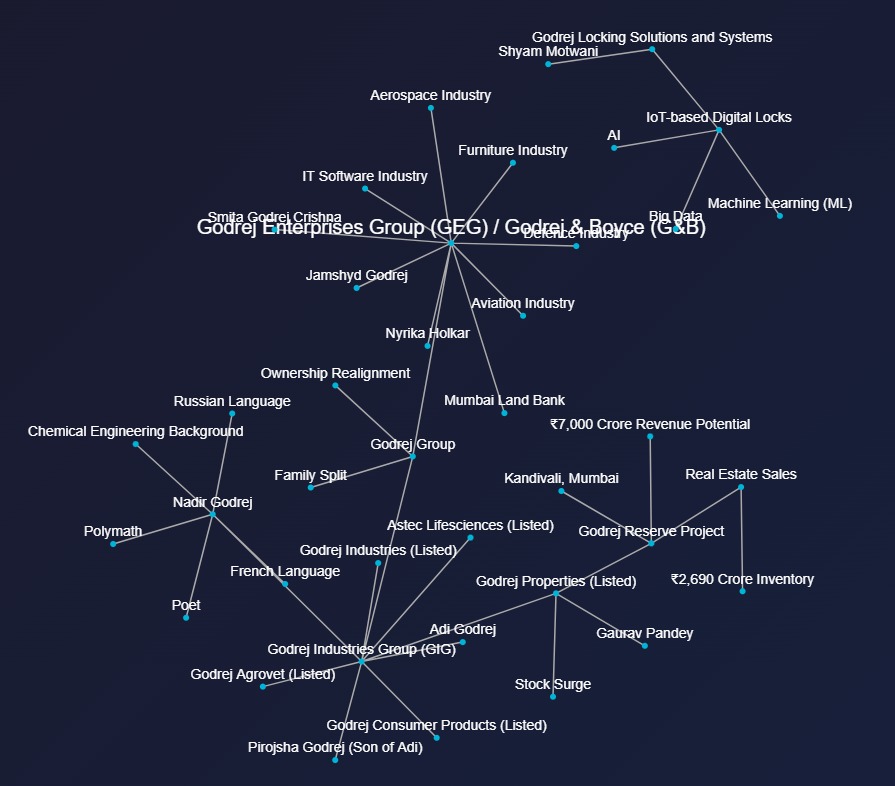 Godrej Locking Solutions and Systems
Shyam Motwani
Aerospace Industry
IoT-based Digital Locks
AI
Furniture Industry
IT Software Industry
Machine Learning (ML)
Big Data
Smita Godrej Crishna
Godrej Enterprises Group (GEG) / Godrej & Boyce (G&B)
Defence Industry
Jamshyd Godrej
Aviation Industry
Nyrika Holkar
Ownership Realignment
Russian Language
Mumbai Land Bank
₹7,000 Crore Revenue Potential
Chemical Engineering Background
Godrej Group
Family Split
Kandivali, Mumbai
Real Estate Sales
Nadir Godrej
Astec Lifesciences (Listed)
Polymath
Godrej Reserve Project
Godrej Industries (Listed)
French Language
Godrej Properties (Listed)
₹2,690 Crore Inventory
Poet
Adi Godrej
Gaurav Pandey
Godrej Industries Group (GIG)
Godrej Agrovet (Listed)
Stock Surge
Godrej Consumer Products (Listed)
Pirojsha Godrej (Son of Adi)